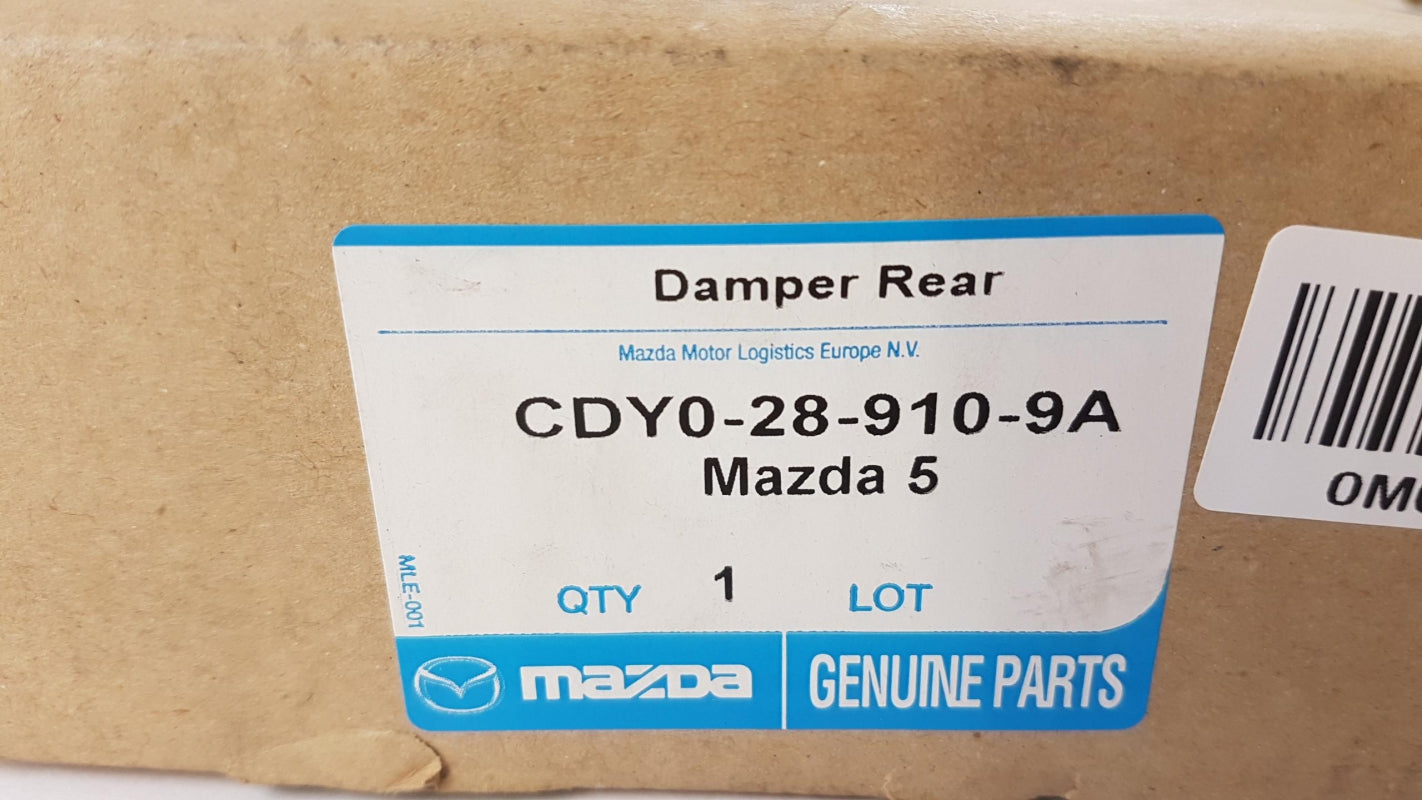 Damper Rear
Mazda Motor Logistics Europe N.V.
CDY0-28-910-9A
Mazda 5
QTY 1 LOT
MLE-001
mazda GENUINE PARTS